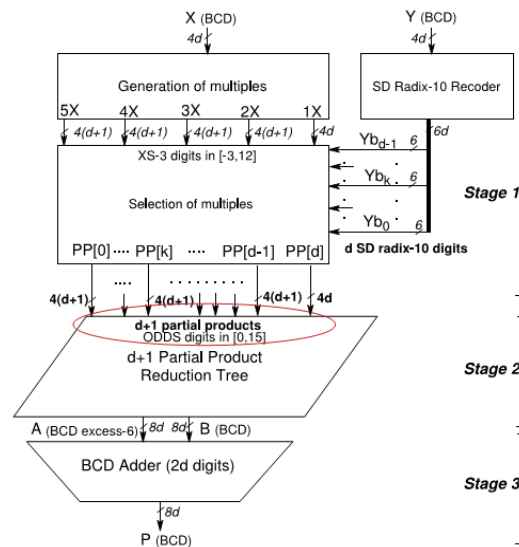 X (BCD)
Y (BCD)
4d
4d
Generation of multiples
SD Radix-10 Recoder
5X 4X 3X 2X 1X
4(d+1) 4(d+1) 4(d+1) 4(d+1) 4d
6d
XS-3 digits in [-3,12]
Yb d-1 6
Yb k 6
Stage 1
Selection of multiples
Yb 0 6
PP[0] .... PP[k] .... PP[d-1] PP[d]
d SD radix-10 digits
4(d+1) 4(d+1) 4(d+1) 4d
d+1 partial products
ODDS digits in [0,15]
d+1 Partial Product
Reduction Tree
Stage 2
A (BCD excess-6) 8d 8d B (BCD)
BCD Adder (2d digits)
Stage 3
8d
P (BCD)